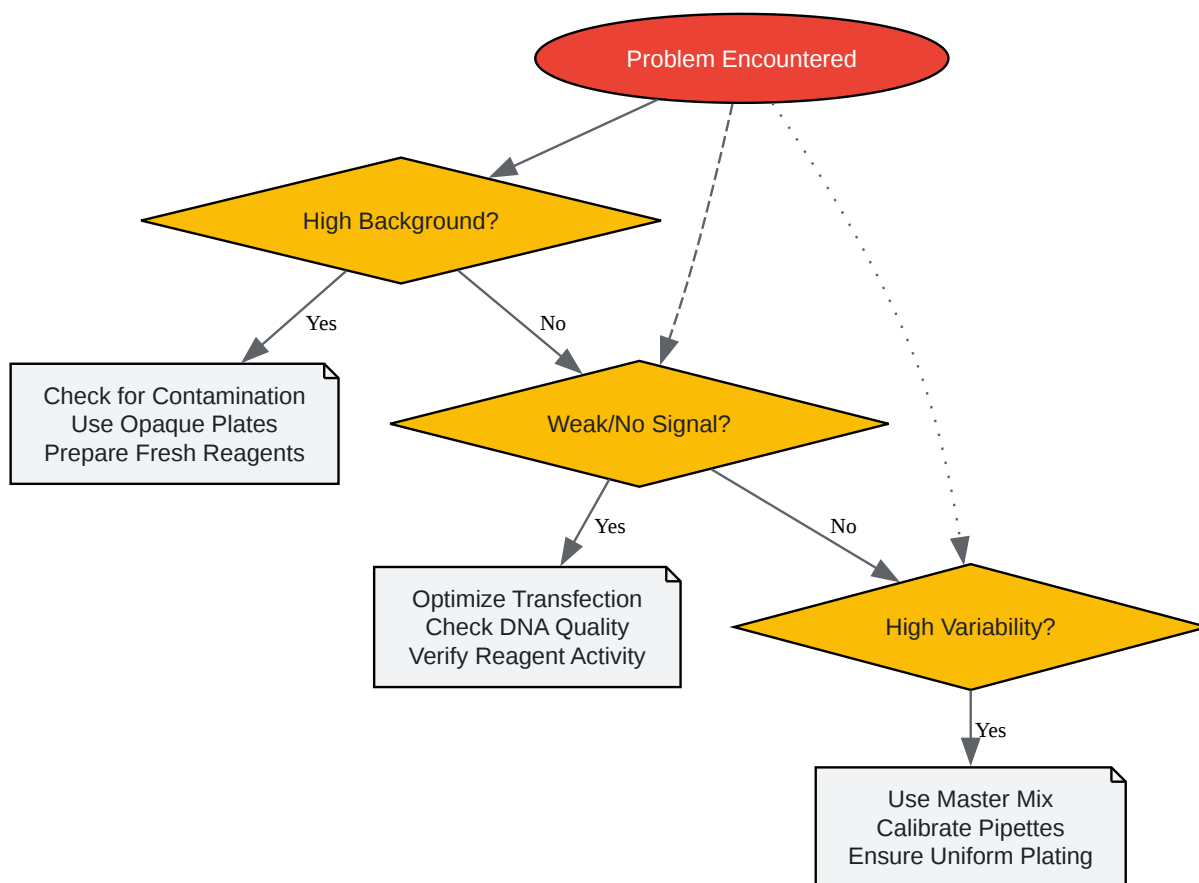 Problem Encountered
High Background?
Yes
No
Check for Contamination
Use Opaque Plates
Prepare Fresh Reagents
Weak/No Signal?
Yes
No
Optimize Transfection
Check DNA Quality
Verify Reagent Activity
High Variability?
Yes
Use Master Mix
Calibrate Pipettes
Ensure Uniform Plating